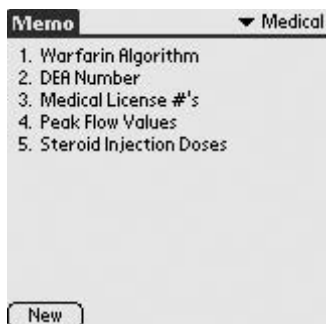 Memo
Medical
1. Warfarin Algorithm
2. DEA Number
3. Medical License #'s
4. Peak Flow Values
5. Steroid Injection Doses
New